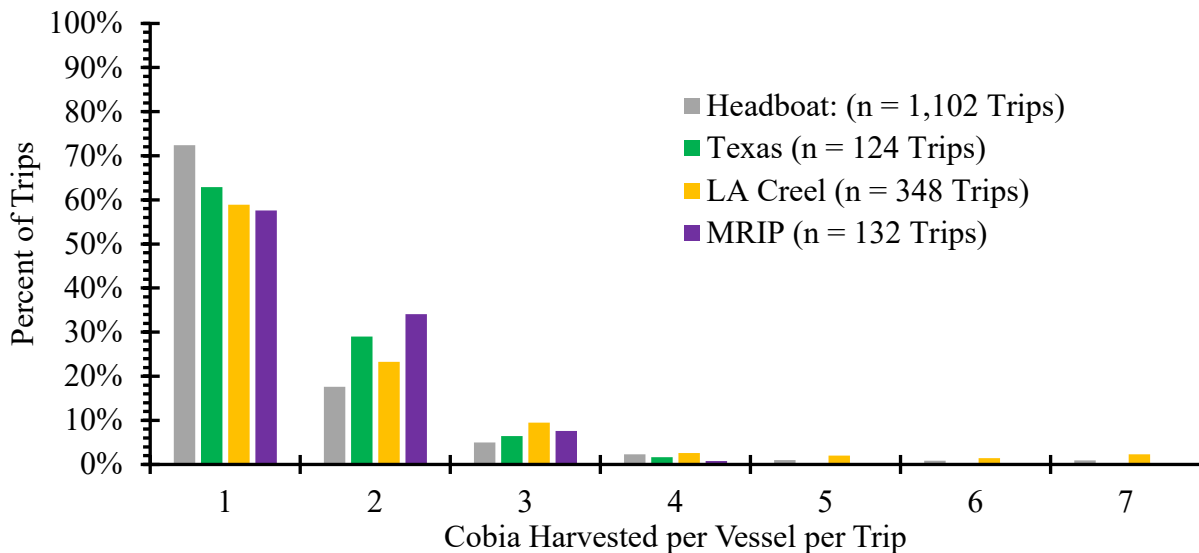 100%
90%
80%
70%
60%
50%
40%
30%
20%
10%
0%
Percent of Trips
Headboat: (n = 1,102 Trips)
Texas (n = 124 Trips)
LA Creel (n = 348 Trips)
MRIP (n = 132 Trips)
1 2 3 4 5 6 7
Cobia Harvested per Vessel per Trip